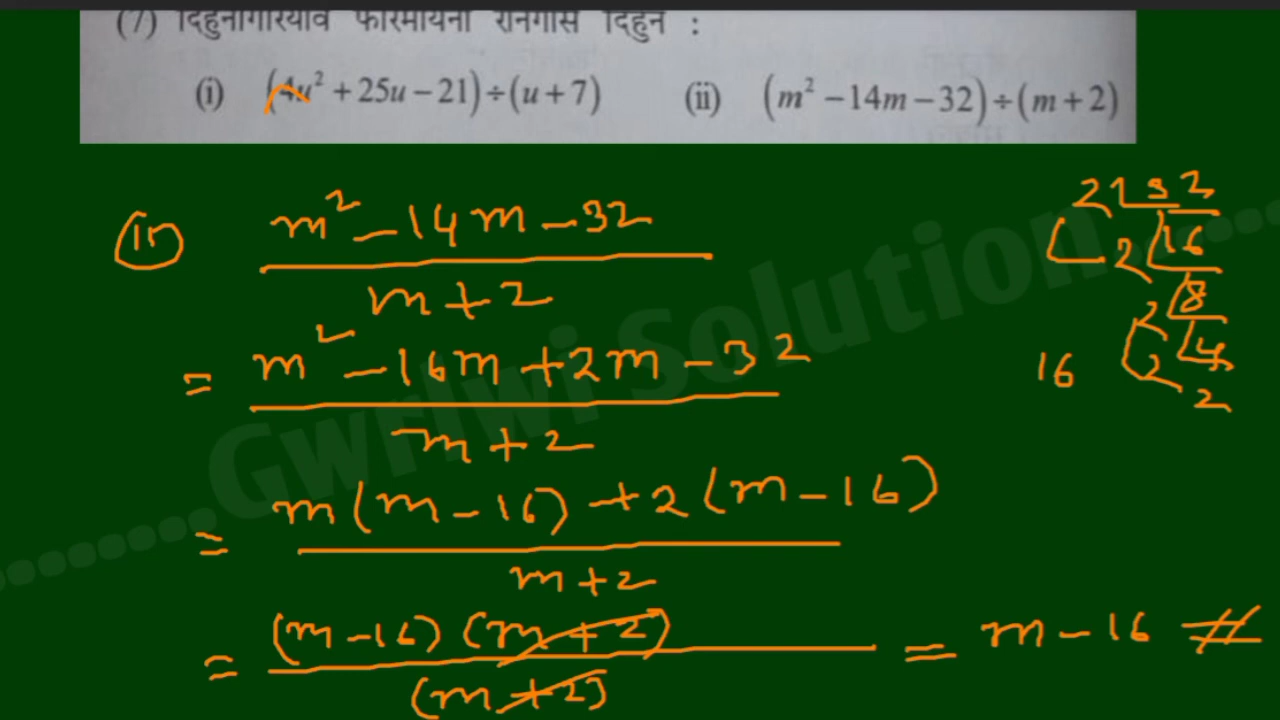 (7) दिहुनागारियाव फारमायनी रानगासे दिहुन :
(i) (4u² + 25u − 21) ÷ (u + 7) (ii) (m² − 14m − 32) ÷ (m + 2)
(ii) m² − 14m − 32
m + 2
= m² − 16m + 2m − 32
m + 2
= m(m − 16) + 2(m − 16)
m + 2
= (m − 16) (m + 2) = m − 16 #
(m + 2)
2 32
2 16
2 8
2 4
2
16
Gwrlwi Solution